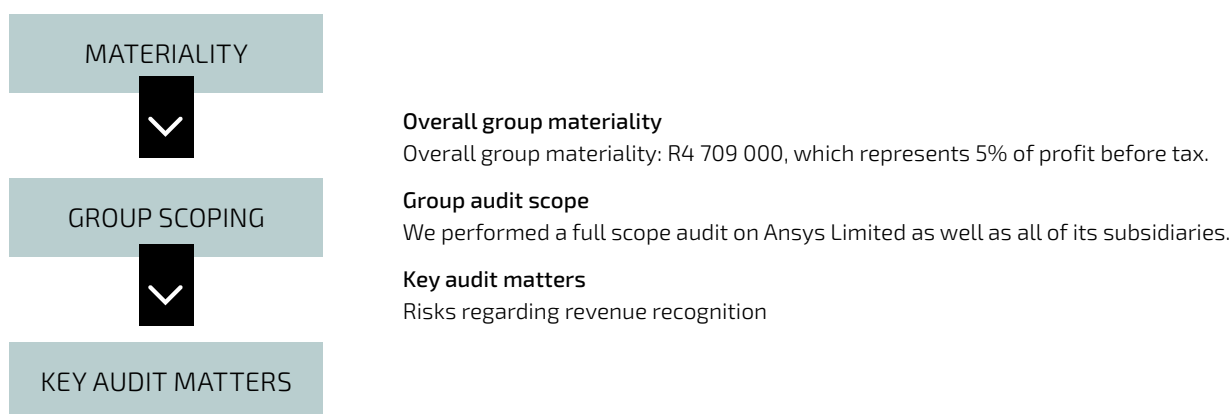 MATERIALITY
GROUP SCOPING
KEY AUDIT MATTERS
Overall group materiality
Overall group materiality: R4 709 000, which represents 5% of profit before tax.
Group audit scope
We performed a full scope audit on Ansys Limited as well as all of its subsidiaries.
Key audit matters
Risks regarding revenue recognition